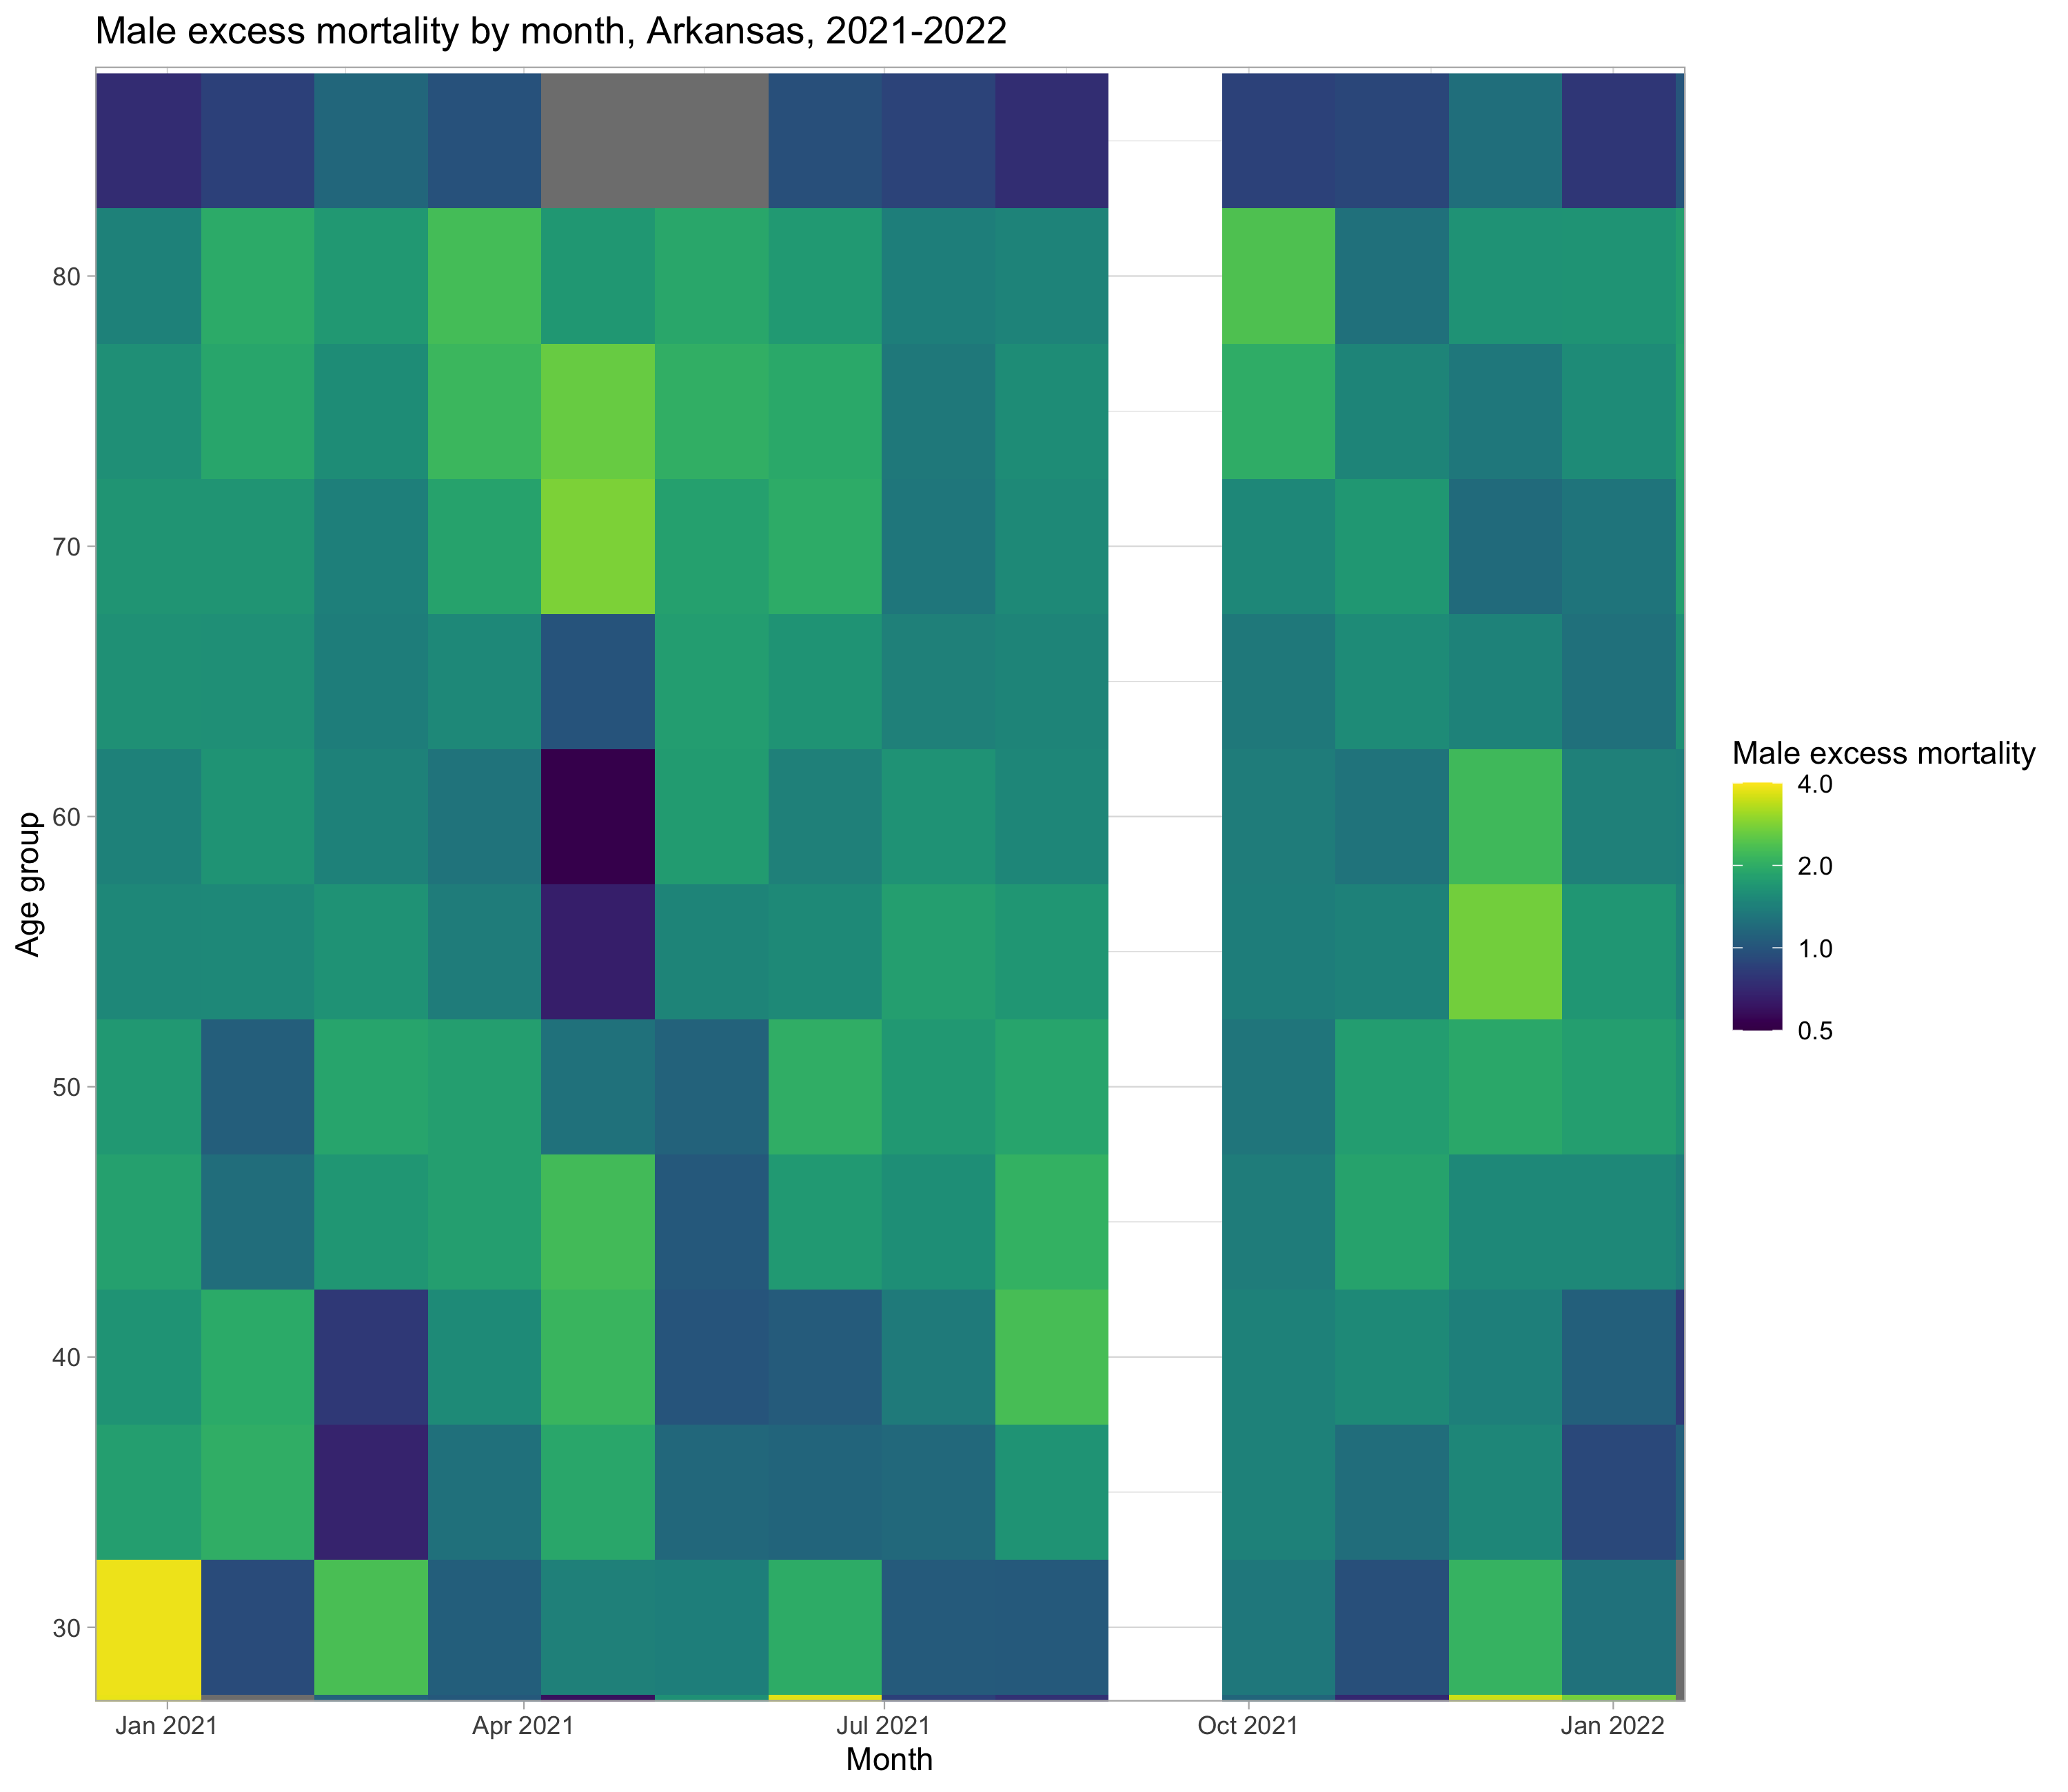 Male excess mortality by month, Arkansas, 2021-2022
Age group
80
70
60
50
40
30
Jan 2021
Apr 2021
Jul 2021
Oct 2021
Jan 2022
Month
Male excess mortality
4.0
2.0
1.0
0.5